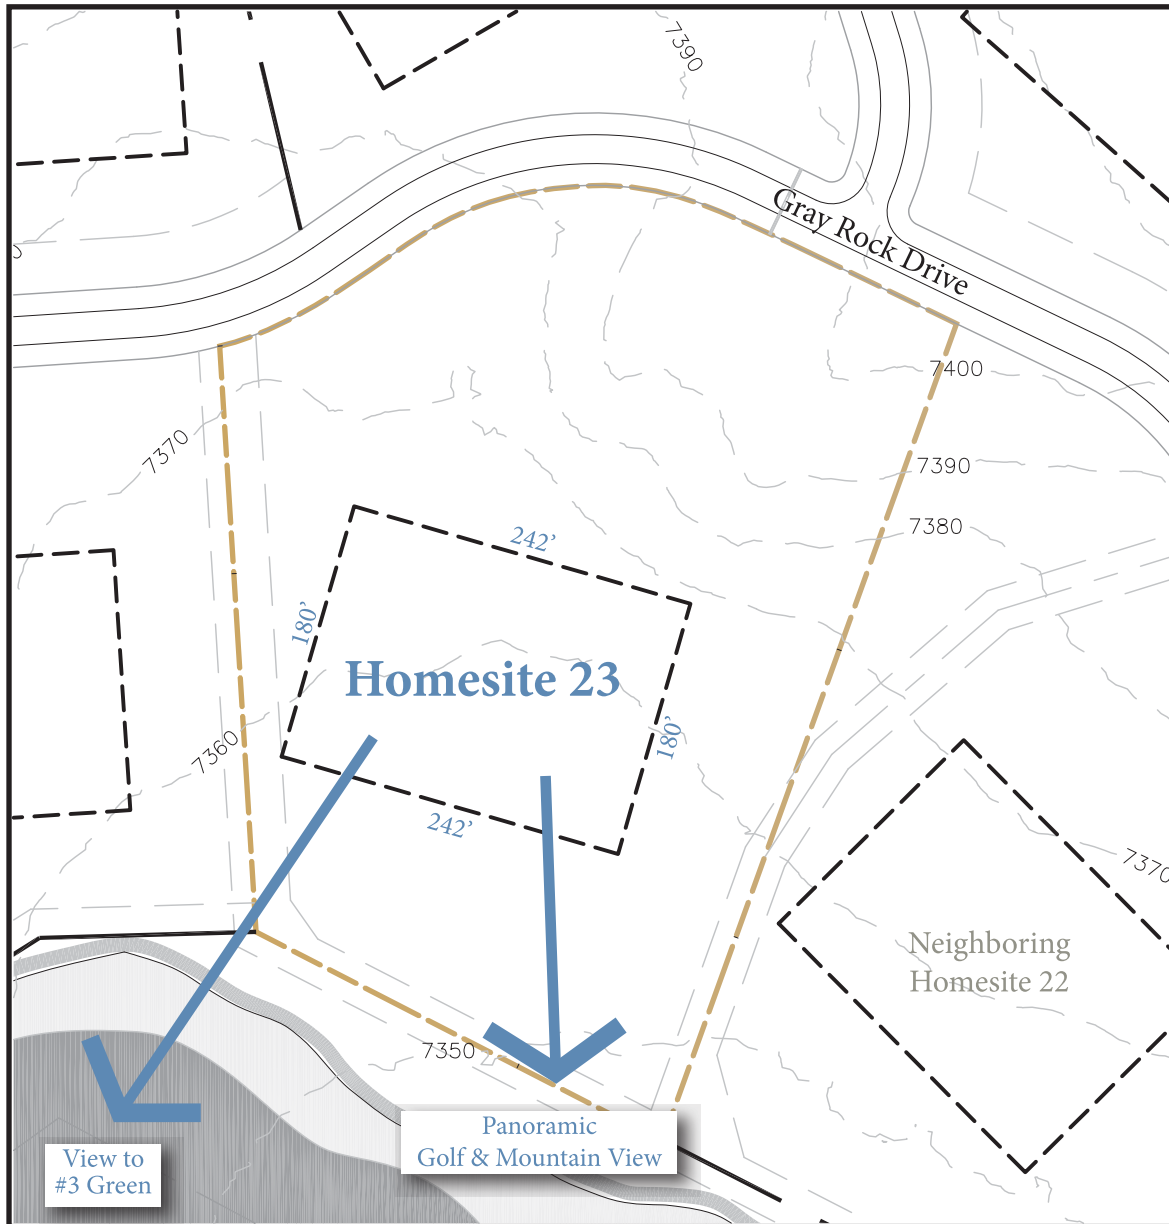 7390
Gray Rock Drive
7400
7370
7390
7380
242’
180’
Homesite 23
180’
7360
242’
7370
Neighboring
Homesite 22
7350
Panoramic
Golf & Mountain View
View to
#3 Green